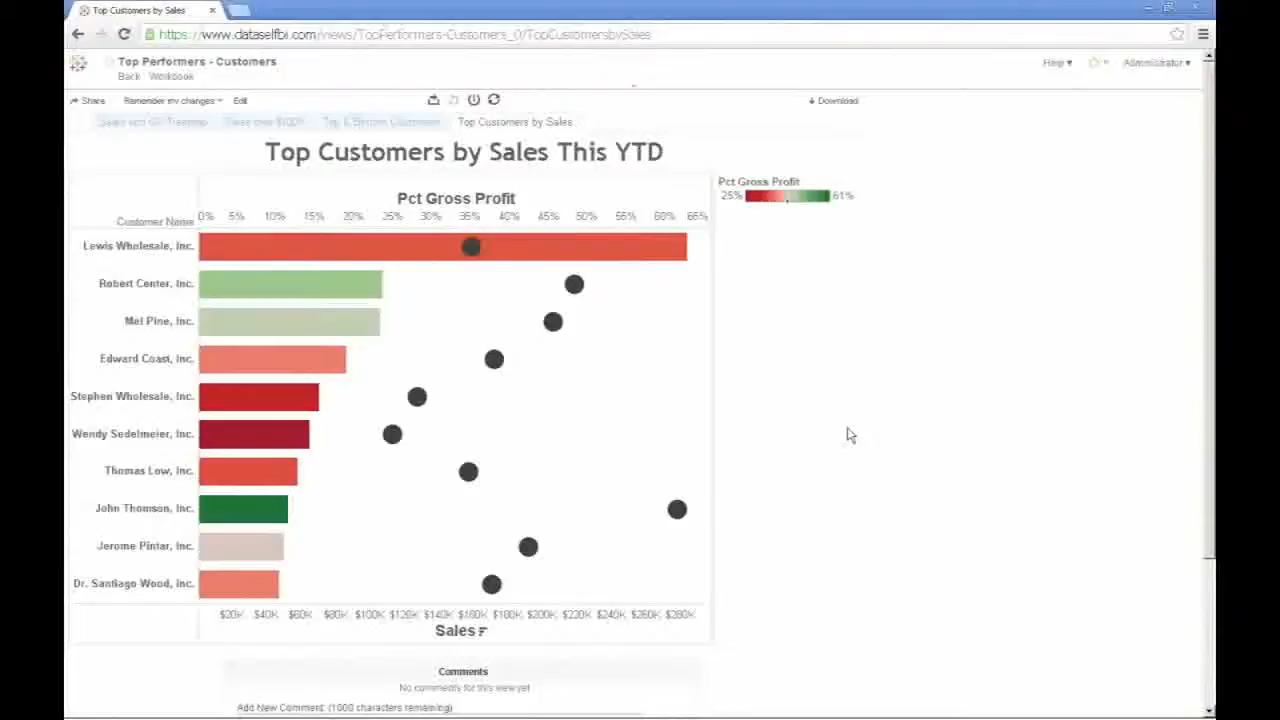 Top Customers by Sales
https://www.dataselfbi.com/views/TopPerformers-Customers_0/TopCustomersbySales
Top Performers - Customers
Help Administrator
Back Workbook
Share Remember my changes Edit Download
Top Customers by Sales
Top Customers by Sales This YTD
Pct Gross Profit
25% 61%
Pct Gross Profit
Customer Name 0% 5% 10% 15% 20% 25% 30% 35% 40% 45% 50% 55% 60% 65%
Lewis Wholesale, Inc.
Robert Center, Inc.
Mel Pine, Inc.
Edward Coast, Inc.
Stephen Wholesale, Inc.
Wendy Sedelmeier, Inc.
Thomas Low, Inc.
John Thomson, Inc.
Jerome Pintar, Inc.
Dr. Santiago Wood, Inc.
$20K $40K $60K $80K $100K $120K $140K $160K $180K $200K $220K $240K $260K $280K
Sales
Comments
No comments for this view yet
Add New Comment: (1000 characters remaining)